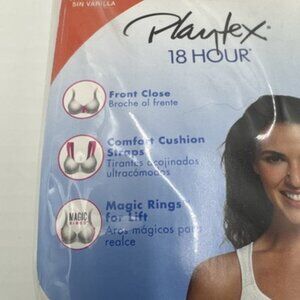 SIN VARILLA
Playtex
18 HOUR
Front Close
Broche al frente
Comfort Cushion
Straps
Tirantes acojinados
ultracómodos
MAGIC
RINGS
Magic Rings™
for Lift
Aros mágicos para
realce